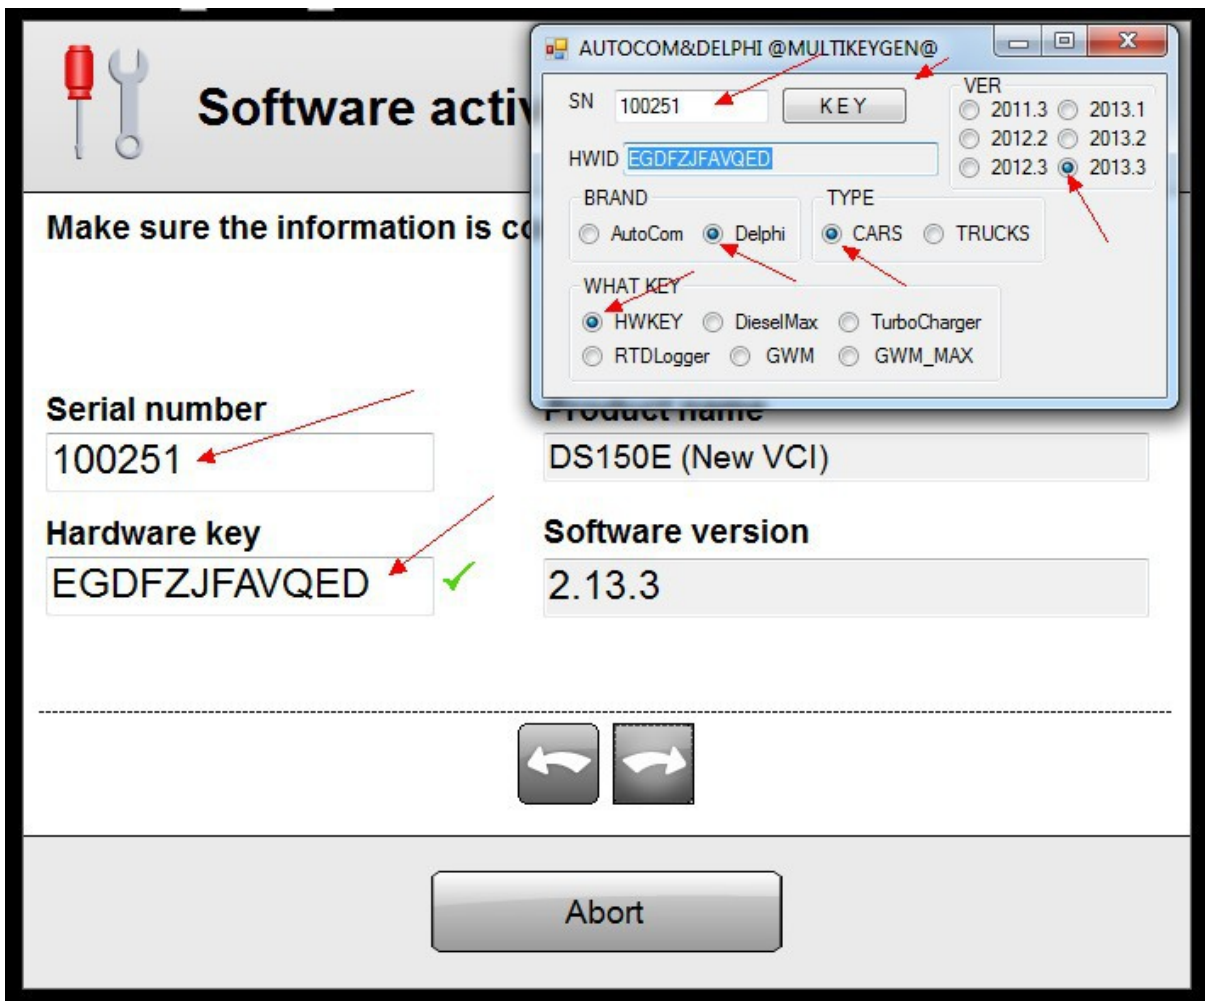 Software activ
Make sure the information is co
Serial number
100251
Hardware key
EGDFZJFAVQED
Product name
DS150E (New VCI)
Software version
2.13.3
Abort
AUTOCOM&DELPHI @MULTIKEYGEN@
SN 100251 KEY
HWID EGDFZJFAVQED
VER
2011.3 2013.1
2012.2 2013.2
2012.3 2013.3
BRAND
AutoCom Delphi
TYPE
CARS TRUCKS
WHAT KEY
HWKEY DieselMax TurboCharger
RTDLogger GWM GWM_MAX